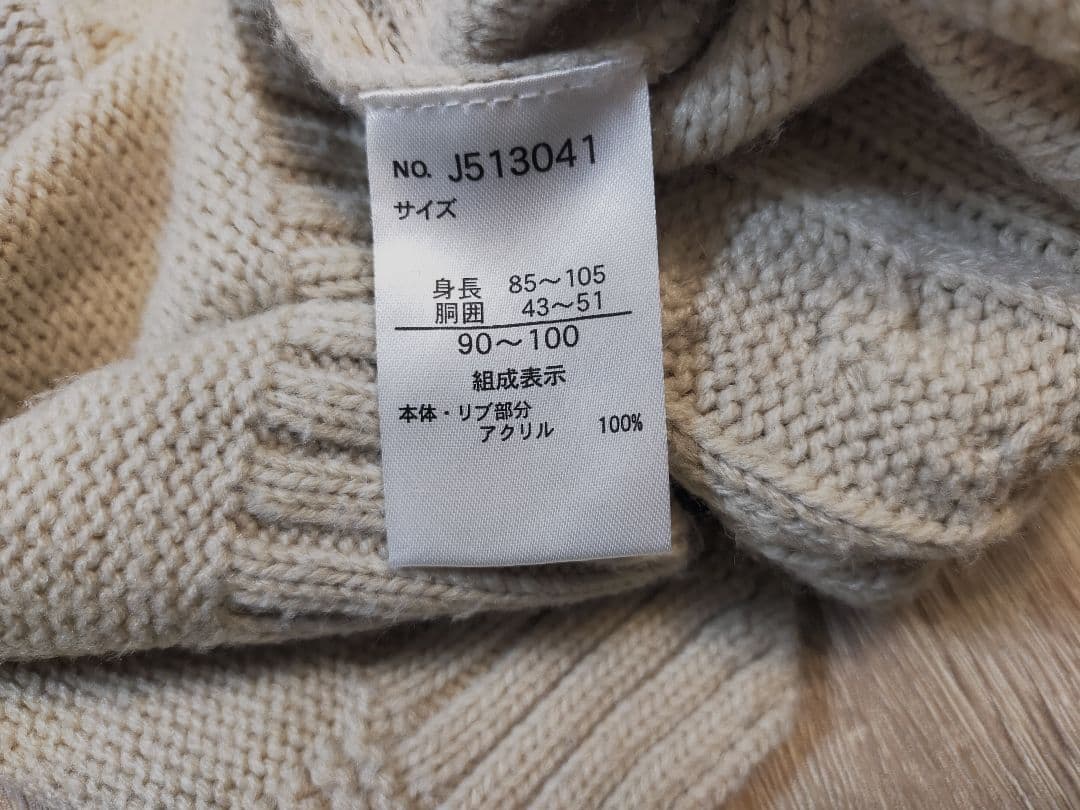 NO. J513041
サイズ
身長 85〜105
胴囲 43〜51
90〜100
組成表示
本体・リブ部分
アクリル 100%